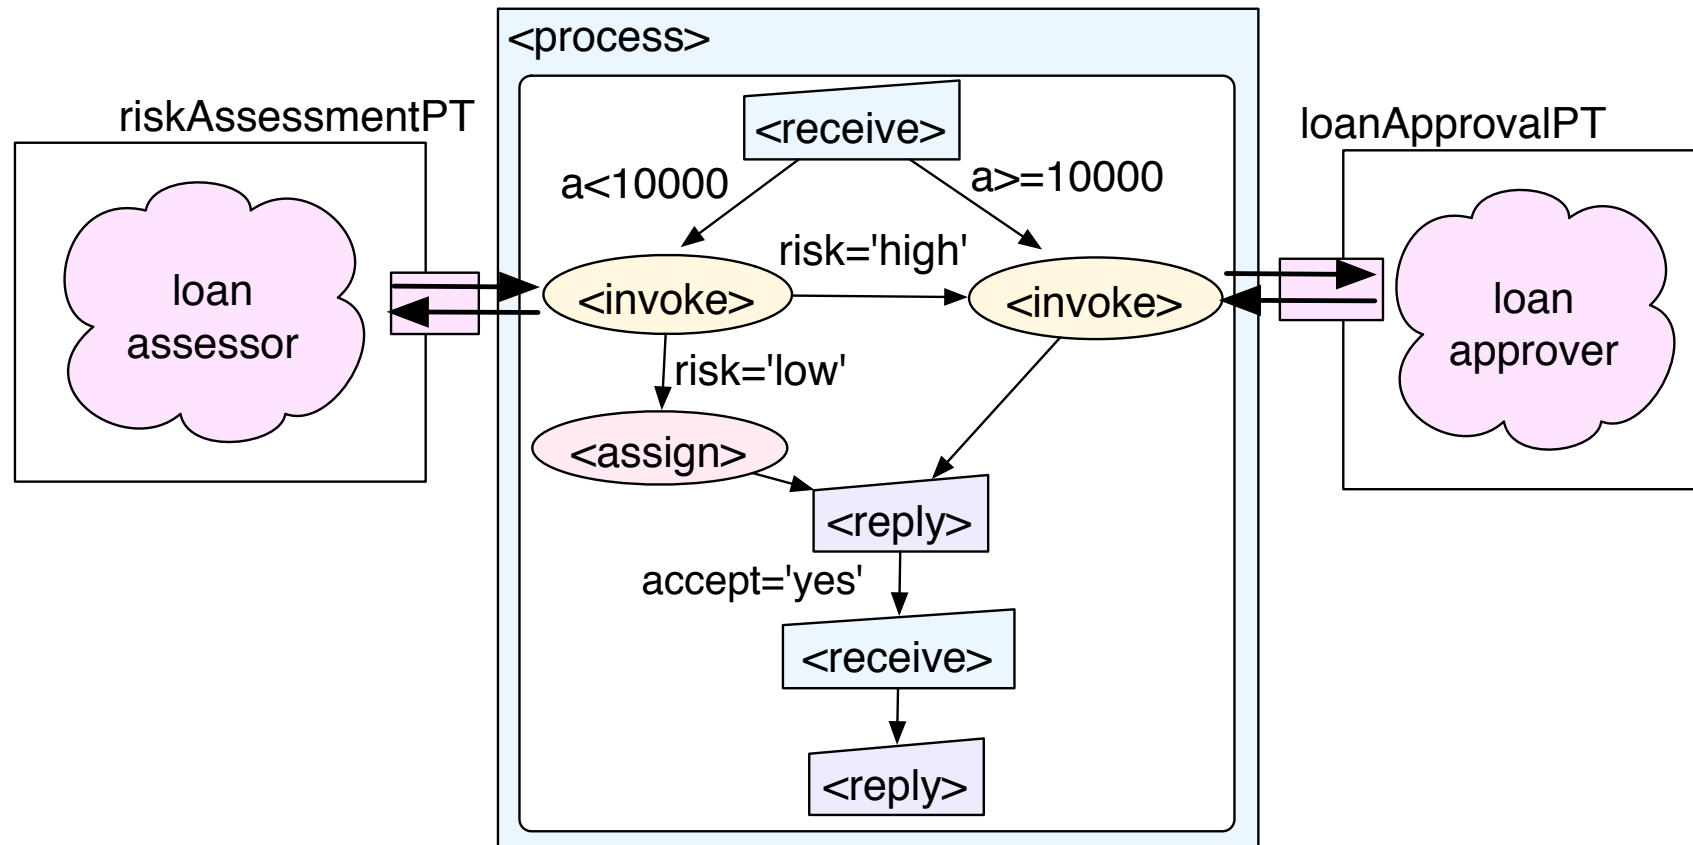 <process>
riskAssessmentPT
loanApprovalPT
<receive>
a<10000
a>=10000
risk='high'
loan
assessor
<invoke>
<invoke>
loan
approver
risk='low'
<assign>
<reply>
accept='yes'
<receive>
<reply>